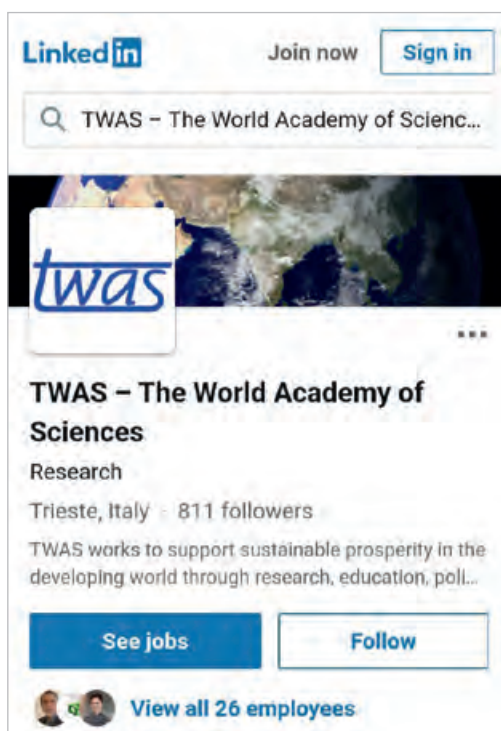 Linked in
Join now
Sign in
TWAS – The World Academy of Scienc...
twas
TWAS – The World Academy of
Sciences
Research
Trieste, Italy · 811 followers
TWAS works to support sustainable prosperity in the
developing world through research, education, poli...
See jobs
Follow
View all 26 employees